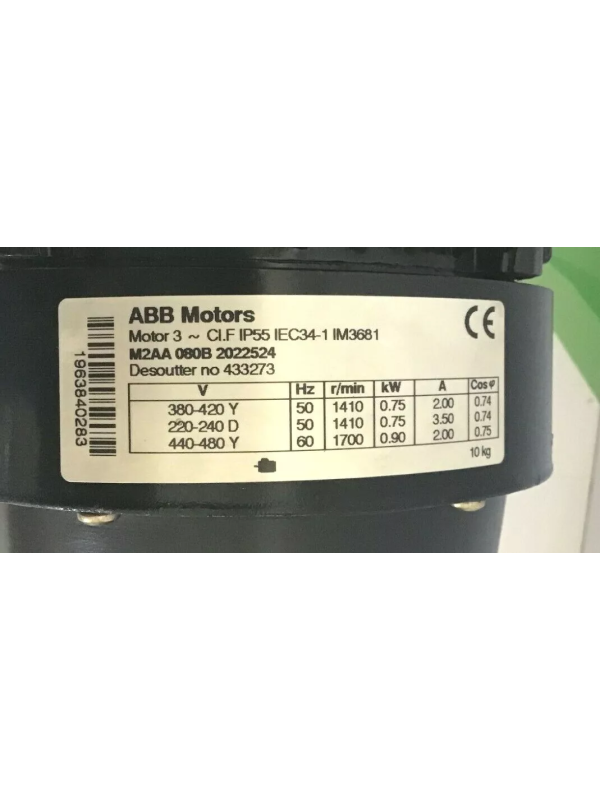 ABB Motors
Motor 3 ~ Cl.F IP55 IEC34-1 IM3681
M2AA 080B 2022524
Desoutter no 433273
V Hz r/min kW A Cos φ
380-420 Y 50 1410 0.75 2.00 0.74
220-240 D 50 1410 0.75 3.50 0.74
440-480 Y 60 1700 0.90 2.00 0.75
10 kg
CE
1963840283